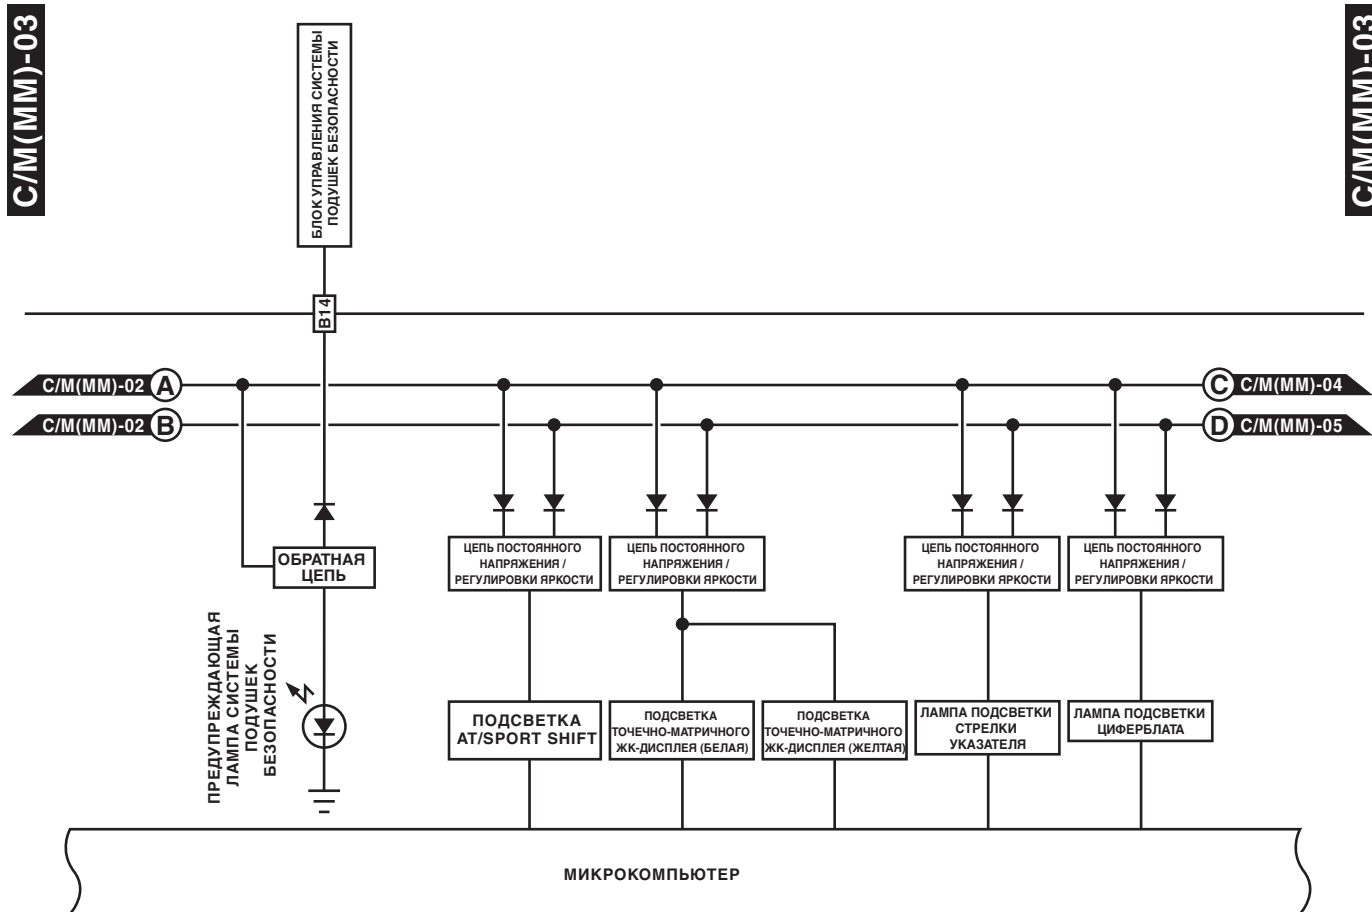 C/M(MM)-03
C/M(MM)-03
БЛОК УПРАВЛЕНИЯ СИСТЕМЫ
ПОДУШЕК БЕЗОПАСНОСТИ
B14
C/M(MM)-02 A
C C/M(MM)-04
C/M(MM)-02 B
D C/M(MM)-05
ОБРАТНАЯ
ЦЕПЬ
ЦЕПЬ ПОСТОЯННОГО
НАПРЯЖЕНИЯ /
РЕГУЛИРОВКИ ЯРКОСТИ
ЦЕПЬ ПОСТОЯННОГО
НАПРЯЖЕНИЯ /
РЕГУЛИРОВКИ ЯРКОСТИ
ЦЕПЬ ПОСТОЯННОГО
НАПРЯЖЕНИЯ /
РЕГУЛИРОВКИ ЯРКОСТИ
ЦЕПЬ ПОСТОЯННОГО
НАПРЯЖЕНИЯ /
РЕГУЛИРОВКИ ЯРКОСТИ
ПРЕДУПРЕЖДАЮЩАЯ
ЛАМПА СИСТЕМЫ
ПОДУШЕК
БЕЗОПАСНОСТИ
ПОДСВЕТКА
AT/SPORT SHIFT
ПОДСВЕТКА
ТОЧЕЧНО-МАТРИЧНОГО
ЖК-ДИСПЛЕЯ (БЕЛАЯ)
ПОДСВЕТКА
ТОЧЕЧНО-МАТРИЧНОГО
ЖК-ДИСПЛЕЯ (ЖЕЛТАЯ)
ЛАМПА ПОДСВЕТКИ
СТРЕЛКИ
УКАЗАТЕЛЯ
ЛАМПА ПОДСВЕТКИ
ЦИФЕРБЛАТА
МИКРОКОМПЬЮТЕР